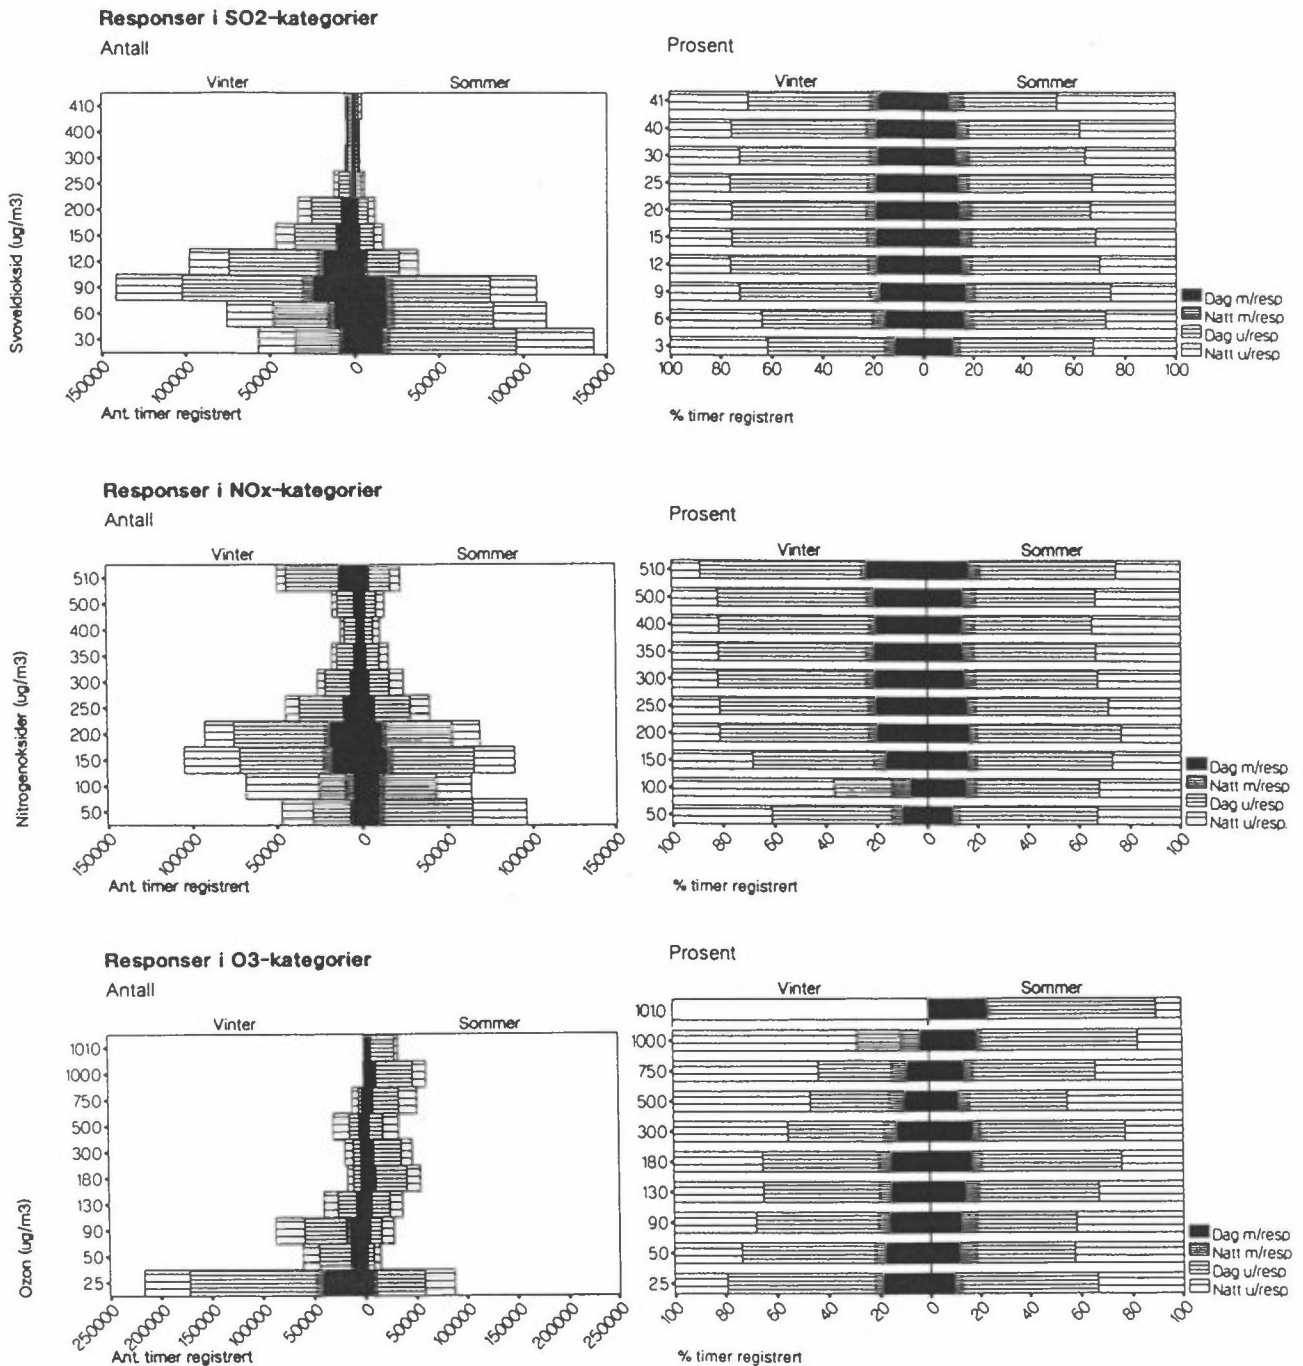 Responser i SO2-kategorier
Antall
Prosent
Vinter Sommer
Vinter Sommer
Svoveldioksid (ug/m3)
410
400
300
250
200
150
120
90
60
30
150000 100000 50000 0 50000 100000 150000
Ant. timer registrert
41
40
30
25
20
15
12
9
6
3
100 80 60 40 20 0 20 40 60 80 100
% timer registrert
Dag m/resp
Natt m/resp
Dag u/resp
Natt u/resp
Responser i NOx-kategorier
Antall
Prosent
Vinter Sommer
Vinter Sommer
Nitrogenoksider (ug/m3)
510
500
400
350
300
250
200
150
100
50
150000 100000 50000 0 50000 100000 150000
Ant. timer registrert
510
500
400
350
300
250
200
150
100
50
100 80 60 40 20 0 20 40 60 80 100
% timer registrert
Dag m/resp
Natt m/resp
Dag u/resp
Natt u/resp.
Responser i O3-kategorier
Antall
Prosent
Vinter Sommer
Vinter Sommer
Ozon (ug/m3)
1010
1000
750
500
300
180
130
90
50
25
250000 200000 150000 100000 50000 0 50000 100000 150000 200000 250000
Ant. timer registrert
1010
1000
750
500
300
180
130
90
50
25
100 80 60 40 20 0 20 40 60 80 100
% timer registrert
Dag m/resp
Natt m/resp
Dag u/resp
Natt u/resp